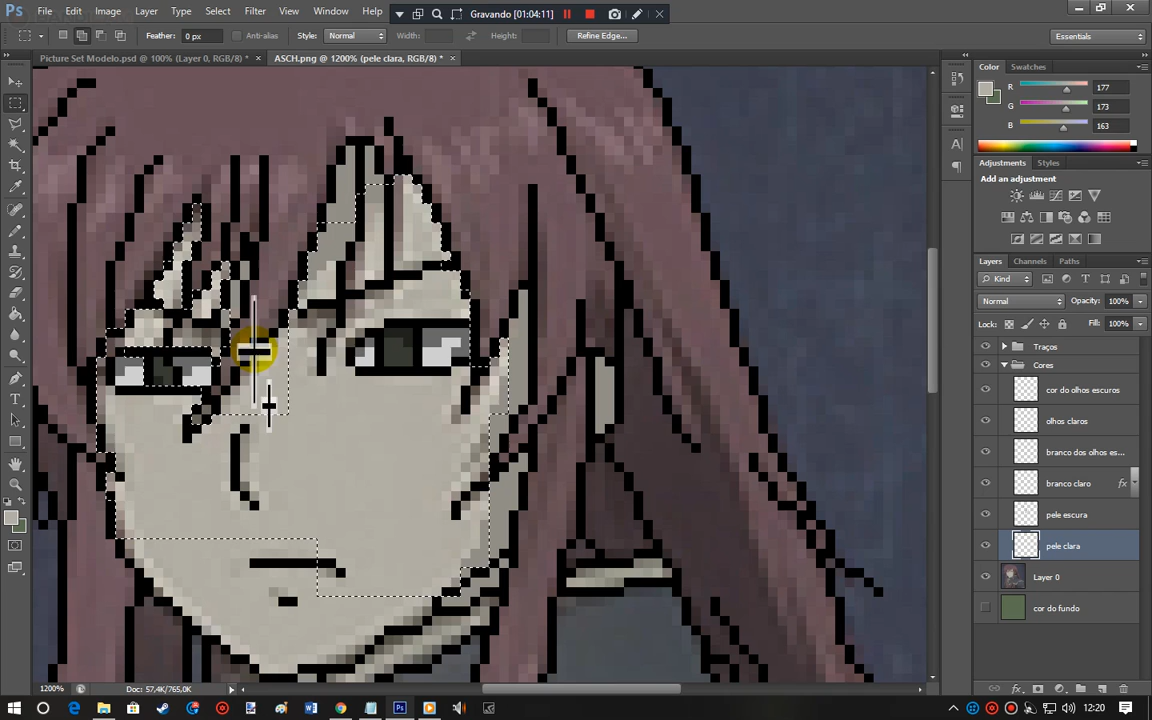 Ps File Edit Image Layer Type Select Filter View Window Help Gravando [01:04:11]
Feather: 0 px Anti-alias Style: Normal Width: Height: Refine Edge... Essentials
Picture Set Modelo.psd @ 100% (Layer 0, RGB/8) * × ASCH.png @ 1200% (pele clara, RGB/8) * ×
Color Swatches
R 177
G 173
B 163
Adjustments Styles
Add an adjustment
Layers Channels Paths
Kind
Normal Opacity: 100%
Lock: Fill: 100%
Traços
Cores
cor do olhos escuros
olhos claros
branco dos olhos es...
branco claro fx
pele escura
pele clara
Layer 0
cor do fundo
1200% Doc: 57,4K/765,0K
12:20